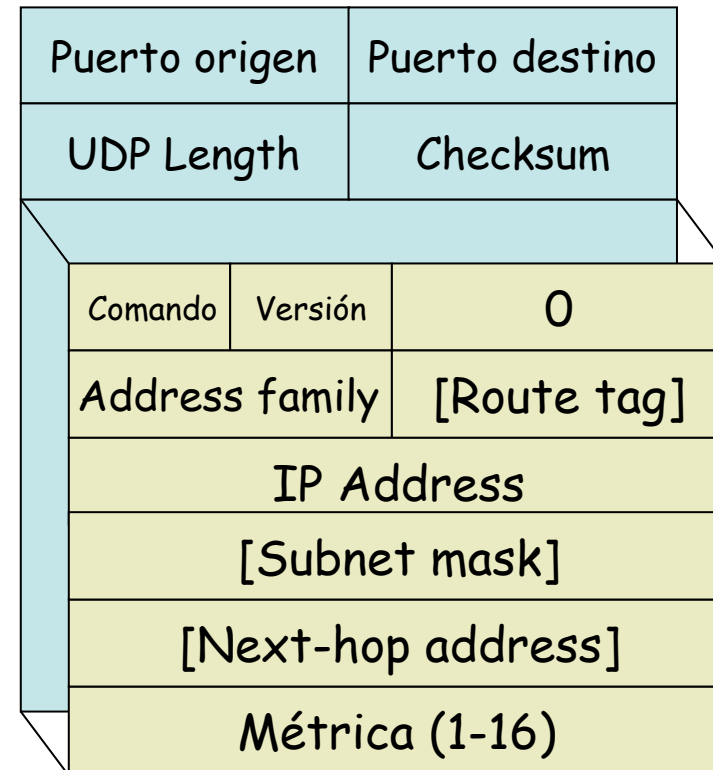 Puerto origen Puerto destino
UDP Length Checksum
Comando Versión 0
Address family [Route tag]
IP Address
[Subnet mask]
[Next-hop address]
Métrica (1-16)